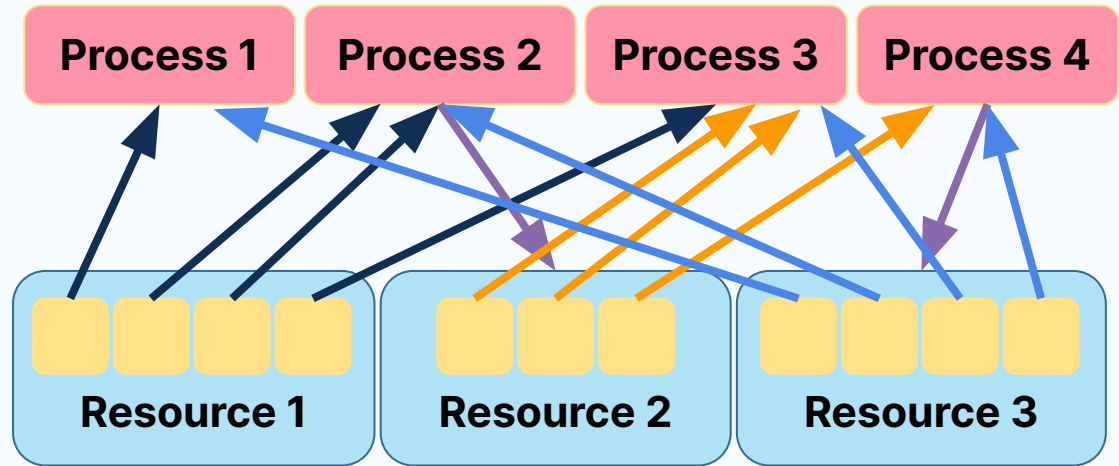 Process 1
Process 2
Process 3
Process 4
Resource 1
Resource 2
Resource 3